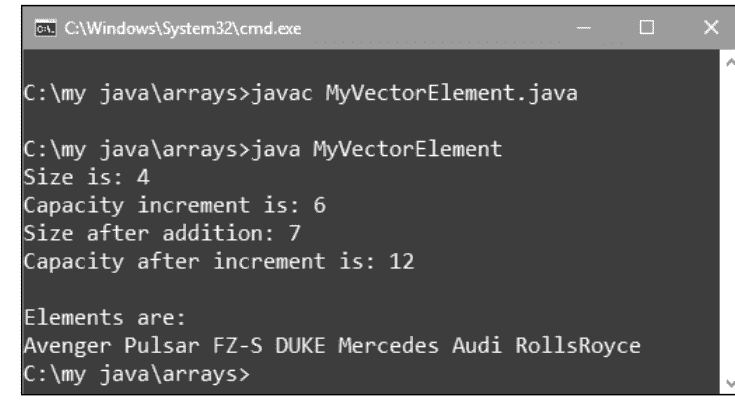 C:\Windows\System32\cmd.exe
C:\my java\arrays>javac MyVectorElement.java
C:\my java\arrays>java MyVectorElement
Size is: 4
Capacity increment is: 6
Size after addition: 7
Capacity after increment is: 12
Elements are:
Avenger Pulsar FZ-S DUKE Mercedes Audi RollsRoyce
C:\my java\arrays>